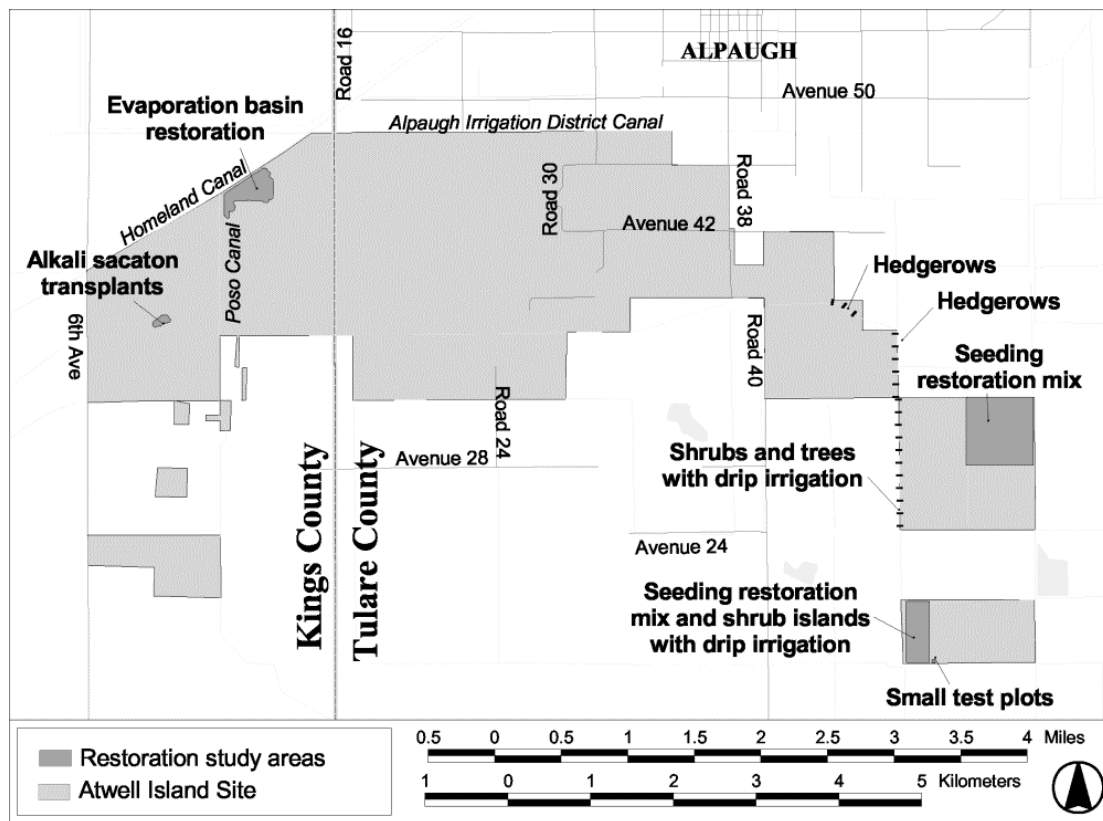 ALPAUGH
Road 16
Avenue 50
Evaporation basin
restoration
Alpaugh Irrigation District Canal
Homeland Canal
Road 30
Road 38
Avenue 42
Poso Canal
Alkali sacaton
transplants
Hedgerows
Hedgerows
6th Ave
Road 40
Seeding
restoration mix
Road 24
Shrubs and trees
with drip irrigation
Avenue 28
Kings County
Tulare County
Avenue 24
Seeding restoration
mix and shrub islands
with drip irrigation
Small test plots
Restoration study areas
Atwell Island Site
0.5 0 0.5 1 1.5 2 2.5 3 3.5 4 Miles
1 0 1 2 3 4 5 Kilometers